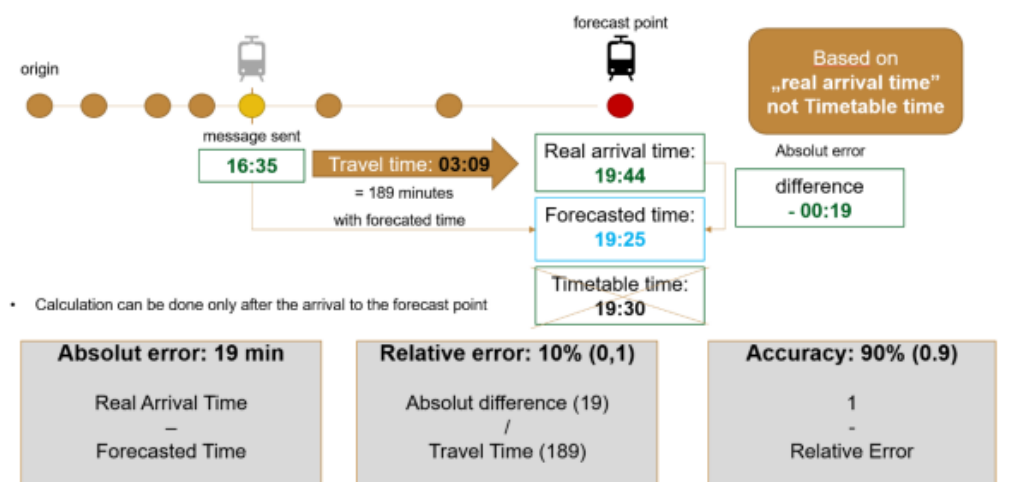 forecast point
origin
Based on
„real arrival time”
not Timetable time
message sent
16:35
Travel time: 03:09
= 189 minutes
with forecated time
Real arrival time:
19:44
Absolut error
difference
- 00:19
Forecasted time:
19:25
Timetable time:
19:30
• Calculation can be done only after the arrival to the forecast point
Absolut error: 19 min
Real Arrival Time
–
Forecasted Time
Relative error: 10% (0,1)
Absolut difference (19)
/
Travel Time (189)
Accuracy: 90% (0.9)
1
-
Relative Error